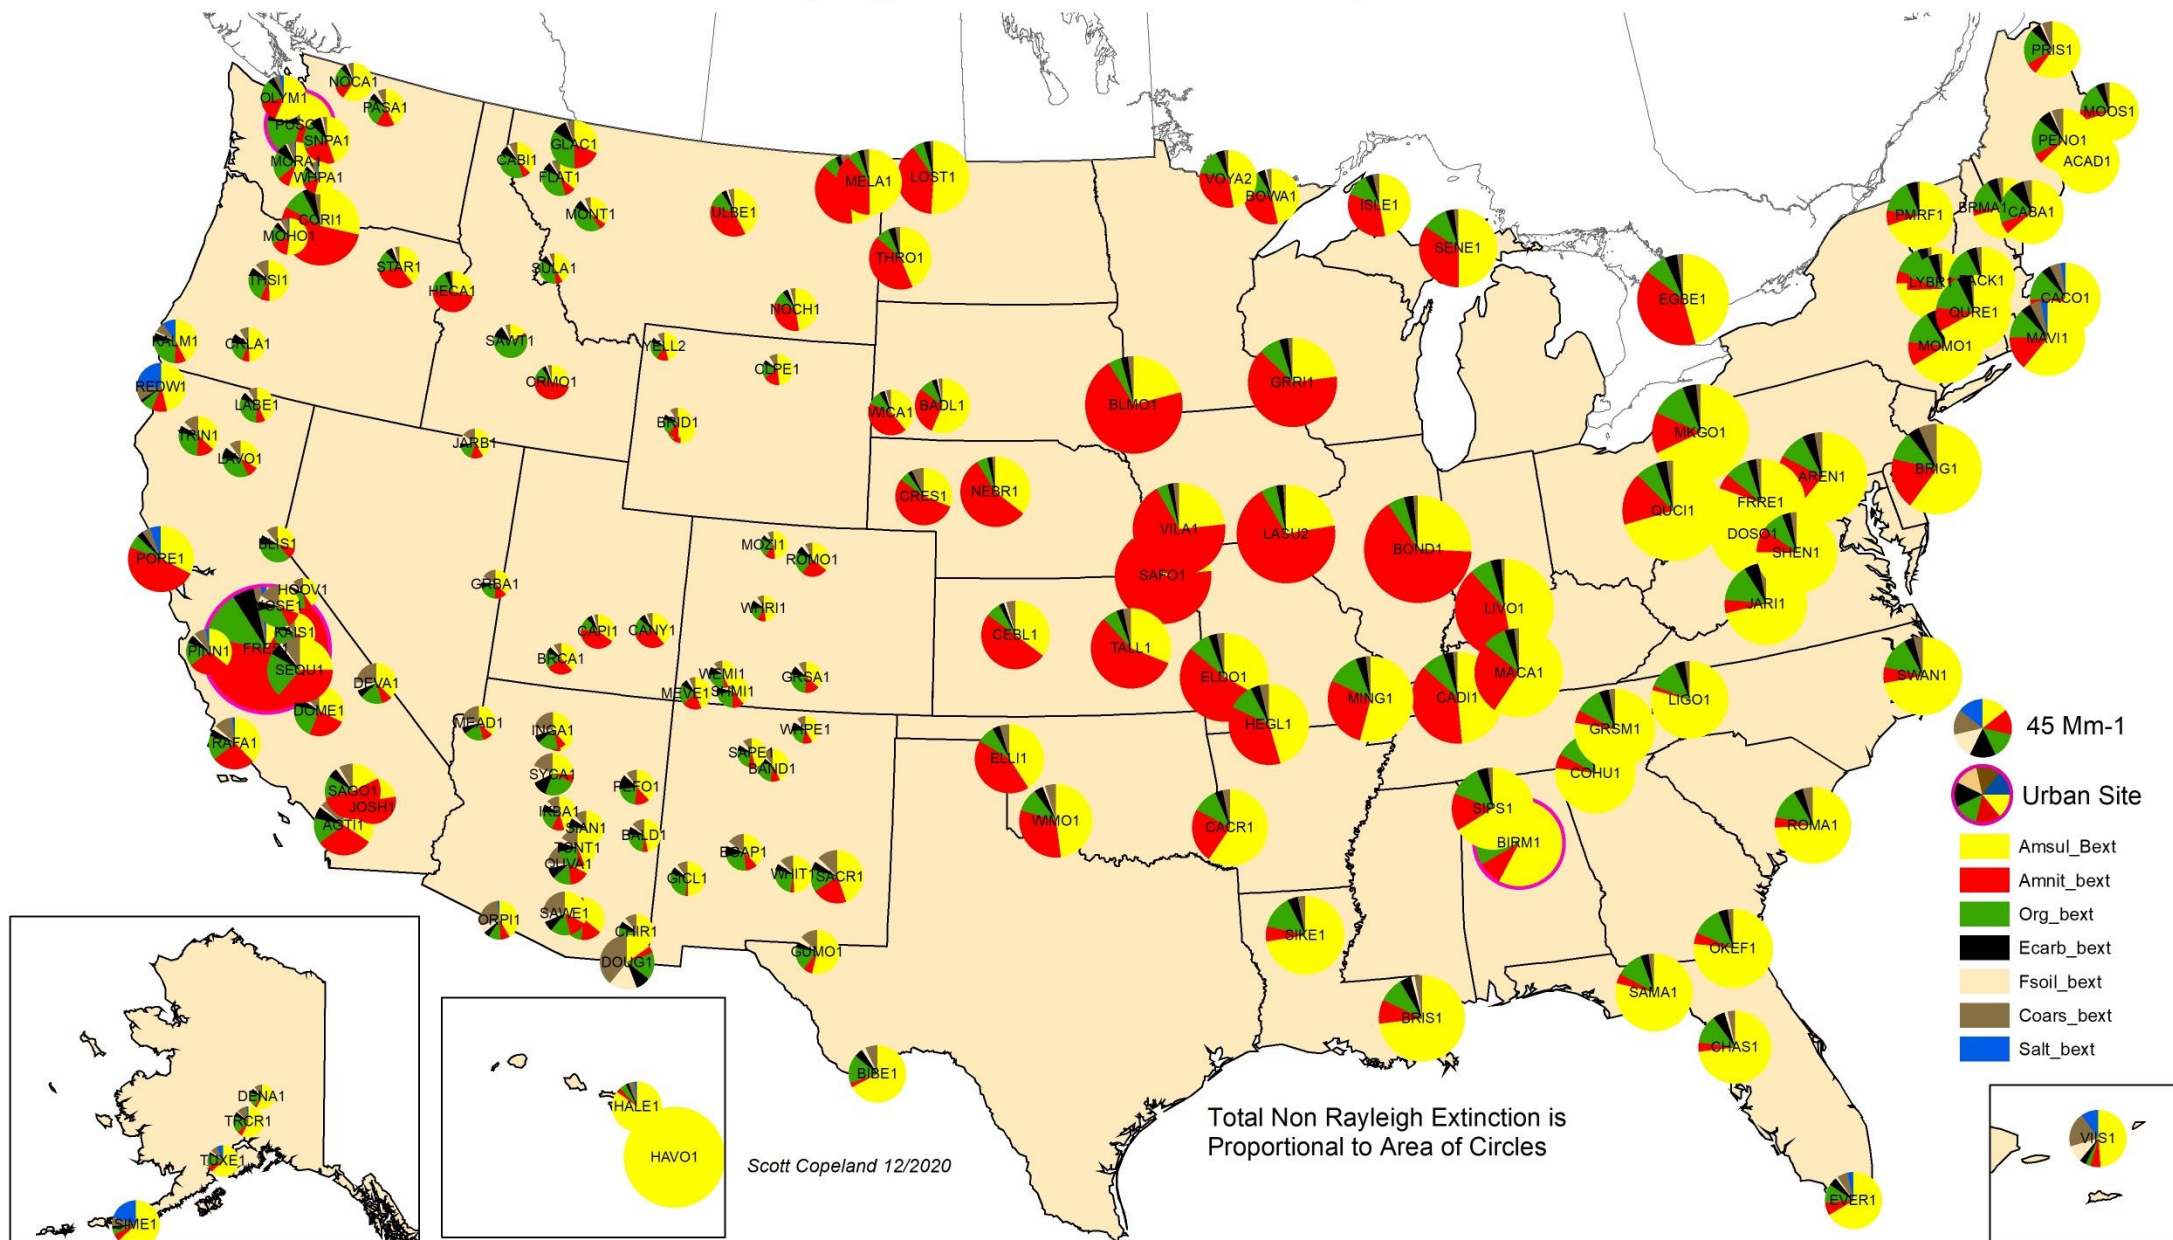 PRIS1
NOCA1
OLYM1
PASA1
MOOS1
SNPA1
PENO1
GLAC1
MORA1
CABI1
ACAD1
WHPA1
FLAT1
MELA1
LOST1
VOYA2
BOWA1
ISLE1
MONT1
ULBE1
BRMA1
CABA1
PMRF1
CORI1
MOHO1
SENE1
THRO1
STAR1
SULA1
THSI1
HECA1
LYBR1
PACK1
CACO1
EGBE1
NOCH1
QURE1
KALM1
CRLA1
SAWT1
YELL2
MOMO1
MAVI1
CLPE1
CRMO1
GRRI1
REDW1
LABE1
BLMO1
WICA1
BADL1
BRID1
TRIN1
JARB1
MKGO1
LAVO1
AREN1
BRIG1
CRES1
NEBR1
FRRE1
QUCI1
VILA1
LASU2
DOSO1
SHEN1
BLIS1
MOZI1
ROMO1
BOND1
PORE1
SAFO1
GRBA1
HOOV1
WHRI1
LIVO1
JARI1
KAIS1
CAPI1
CANY1
CEBL1
TALL1
PINN1
BRCA1
SEQU1
WEMI1
GRSA1
ELDO1
MACA1
SWAN1
DEVA1
MEVE1
SHMI1
MING1
CADI1
LIGO1
DOME1
MEAD1
INGA1
WHPE1
HEGL1
GRSM1
45 Mm-1
RAFA1
SAPE1
BAND1
ELLI1
COHU1
SYCA1
SAGO1
PEFO1
Urban Site
JOSH1
IKBA1
SIPS1
AGTI1
SIAN1
BALD1
WIMO1
CACR1
ROMA1
TONT1
BIRM1
Amsul_Bext
BOAP1
QUVA1
GICL1
WHIT1
SACR1
Amnit_bext
ORPI1
SAWE1
Org_bext
CHIR1
SIKE1
GUMO1
OKEF1
Ecarb_bext
DOUG1
Fsoil_bext
SAMA1
BRIS1
Coars_bext
CHAS1
Salt_bext
BIBE1
DENA1
HALE1
TRCR1
Total Non Rayleigh Extinction is
Proportional to Area of Circles
VIIS1
TUXE1
HAVO1
Scott Copeland 12/2020
EVER1
SIME1